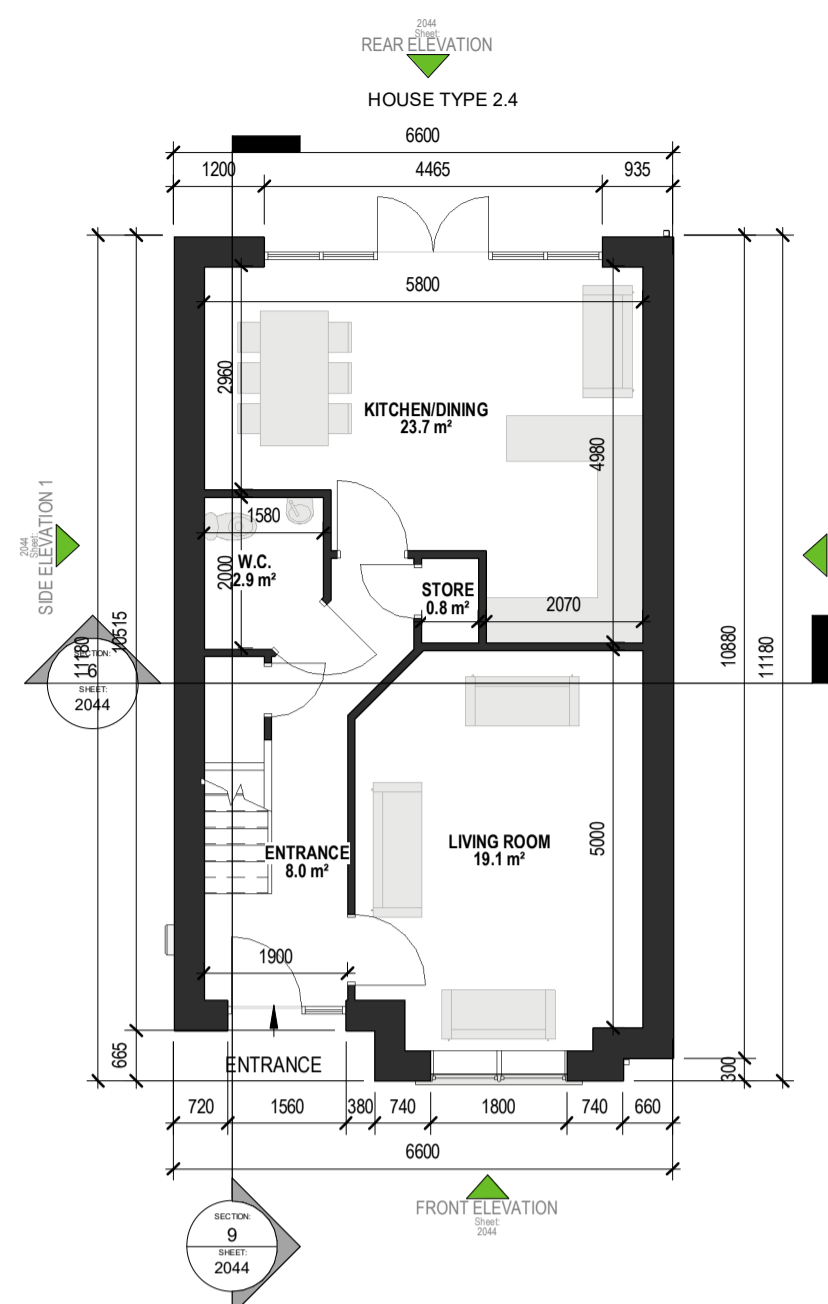 2044
Sheet:
REAR ELEVATION
HOUSE TYPE 2.4
6600
1200 4465 935
5800
2960
KITCHEN/DINING
23.7 m²
4980
2044
Sheet:
SIDE ELEVATION 1
1580
W.C.
2.9 m²
2000
STORE
0.8 m²
2070
10515
11180
10880
11180
SECTION:
6
SHEET:
2044
ENTRANCE
8.0 m²
LIVING ROOM
19.1 m²
5000
1900
665
ENTRANCE
300
720 1560 380 740 1800 740 660
6600
FRONT ELEVATION
Sheet:
2044
SECTION:
9
SHEET:
2044